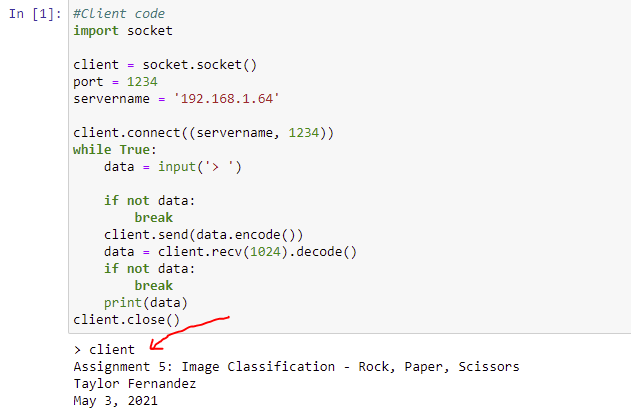 In [1]: #Client code
import socket

client = socket.socket()
port = 1234
servername = '192.168.1.64'

client.connect((servername, 1234))
while True:
    data = input('> ')

    if not data:
        break
    client.send(data.encode())
    data = client.recv(1024).decode()
    if not data:
        break
    print(data)
client.close()
> client
Assignment 5: Image Classification - Rock, Paper, Scissors
Taylor Fernandez
May 3, 2021